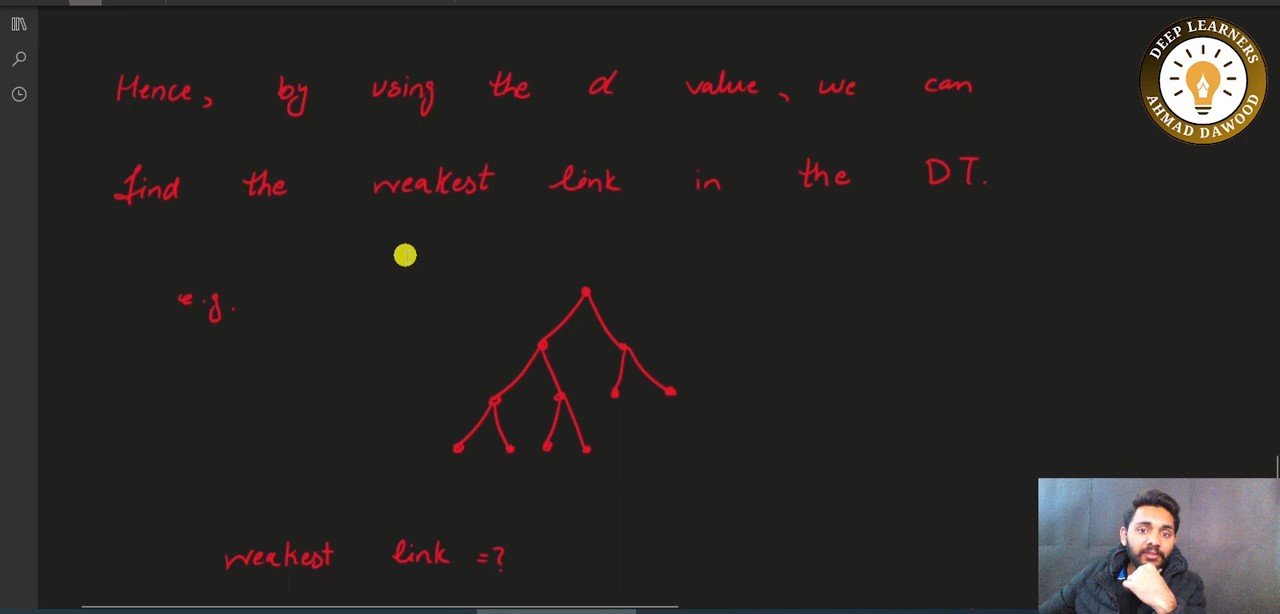 DEEP LEARNERS
AHMAD DAWOOD
Hence, by using the α value, we can
find the weakest link in the DT.
e.g.
weakest link = ?